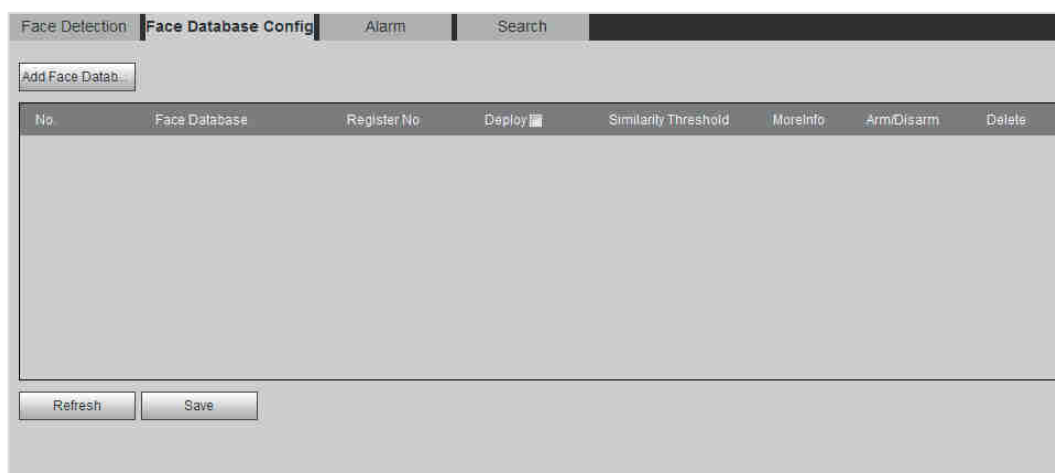 Face Detection Face Database Config Alarm Search
Add Face Datab...
No. Face Database Register No Deploy Similarity Threshold MoreInfo Arm/Disarm Delete
Refresh Save